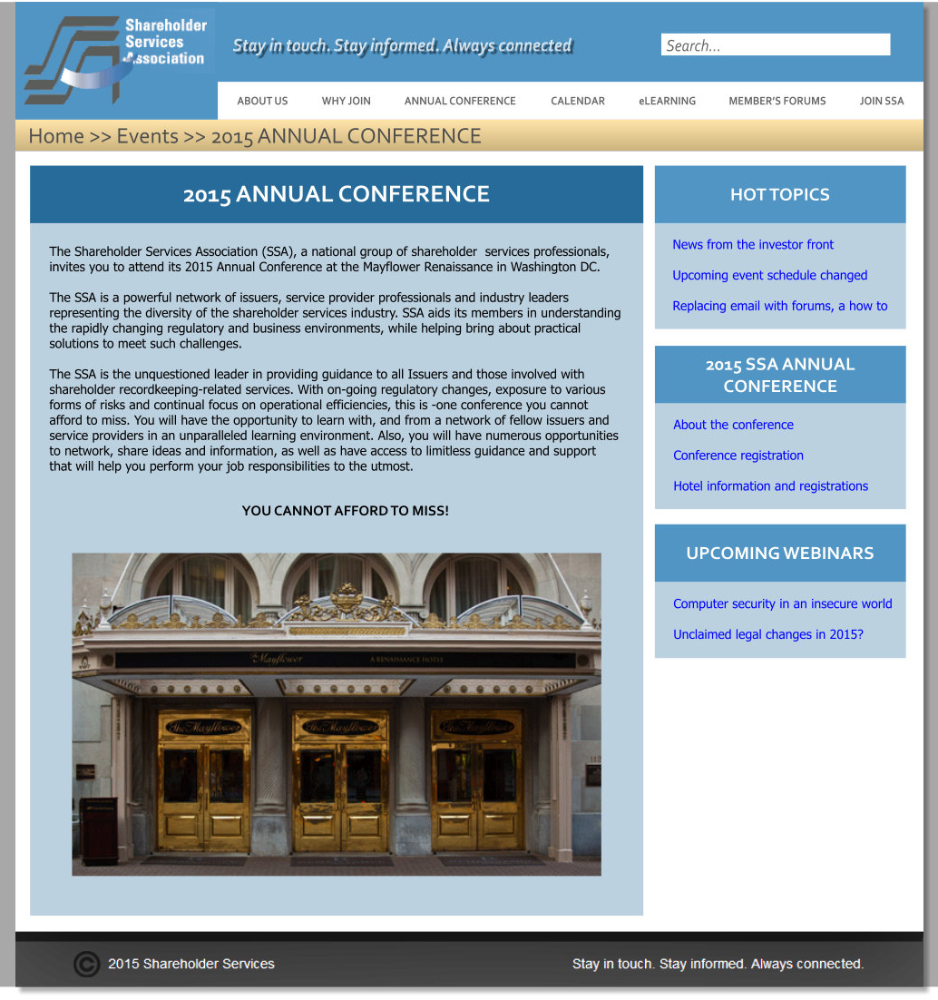 Shareholder
Services
Association
Stay in touch. Stay informed. Always connected
Search...
ABOUT US WHY JOIN ANNUAL CONFERENCE CALENDAR eLEARNING MEMBER'S FORUMS JOIN SSA
Home >> Events >> 2015 ANNUAL CONFERENCE
2015 ANNUAL CONFERENCE
The Shareholder Services Association (SSA), a national group of shareholder services professionals,
invites you to attend its 2015 Annual Conference at the Mayflower Renaissance in Washington DC.
The SSA is a powerful network of issuers, service provider professionals and industry leaders
representing the diversity of the shareholder services industry. SSA aids its members in understanding
the rapidly changing regulatory and business environments, while helping bring about practical
solutions to meet such challenges.
The SSA is the unquestioned leader in providing guidance to all Issuers and those involved with
shareholder recordkeeping-related services. With on-going regulatory changes, exposure to various
forms of risks and continual focus on operational efficiencies, this is -one conference you cannot
afford to miss. You will have the opportunity to learn with, and from a network of fellow issuers and
service providers in an unparalleled learning environment. Also, you will have numerous opportunities
to network, share ideas and information, as well as have access to limitless guidance and support
that will help you perform your job responsibilities to the utmost.
YOU CANNOT AFFORD TO MISS!
The Mayflower A RENAISSANCE HOTEL
The Mayflower The Mayflower The Mayflower
HOT TOPICS
News from the investor front
Upcoming event schedule changed
Replacing email with forums, a how to
2015 SSA ANNUAL
CONFERENCE
About the conference
Conference registration
Hotel information and registrations
UPCOMING WEBINARS
Computer security in an insecure world
Unclaimed legal changes in 2015?
© 2015 Shareholder Services
Stay in touch. Stay informed. Always connected.